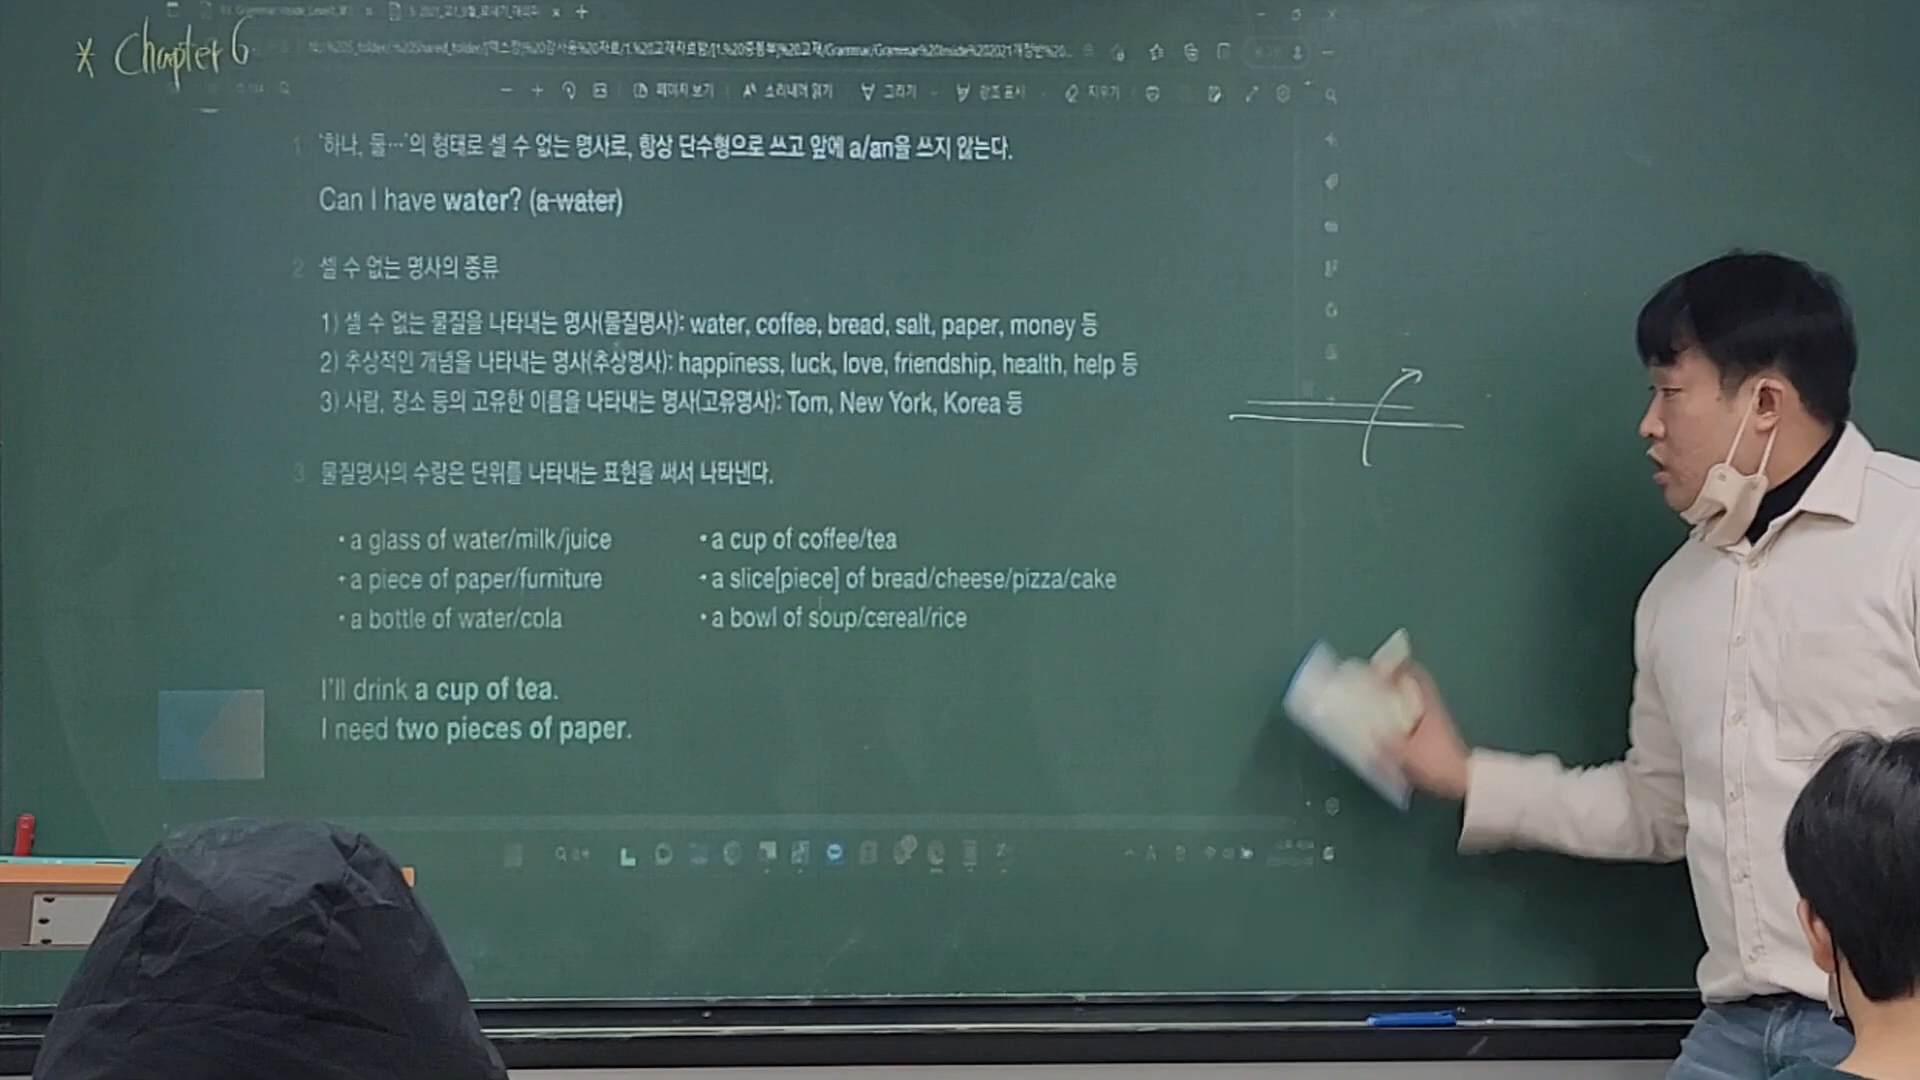 * Chapter 6.
페이지 보기 소리내어 읽기 그리기 강조 표시 지우기
1 '하나, 둘…'의 형태로 셀 수 없는 명사로, 항상 단수형으로 쓰고 앞에 a/an을 쓰지 않는다.
Can I have water? (a water)
2 셀 수 없는 명사의 종류
1) 셀 수 없는 물질을 나타내는 명사(물질명사): water, coffee, bread, salt, paper, money 등
2) 추상적인 개념을 나타내는 명사(추상명사): happiness, luck, love, friendship, health, help 등
3) 사람, 장소 등의 고유한 이름을 나타내는 명사(고유명사): Tom, New York, Korea 등
3 물질명사의 수량은 단위를 나타내는 표현을 써서 나타낸다.
• a glass of water/milk/juice
• a cup of coffee/tea
• a piece of paper/furniture
• a slice[piece] of bread/cheese/pizza/cake
• a bottle of water/cola
• a bowl of soup/cereal/rice
I'll drink a cup of tea.
I need two pieces of paper.